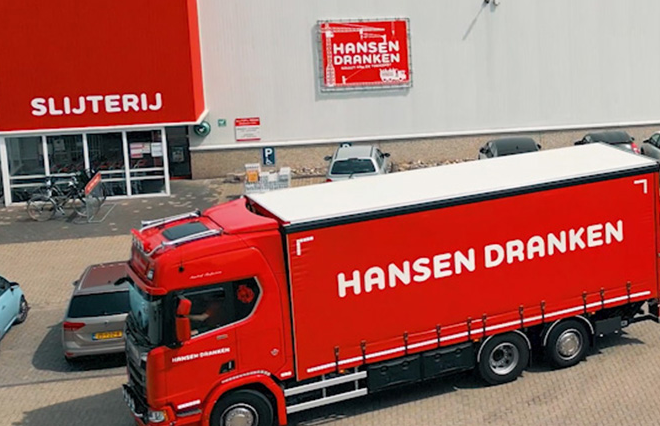 SLIJTERIJ
HANSEN
DRANKEN
P
HANSEN DRANKEN
HANSEN DRANKEN